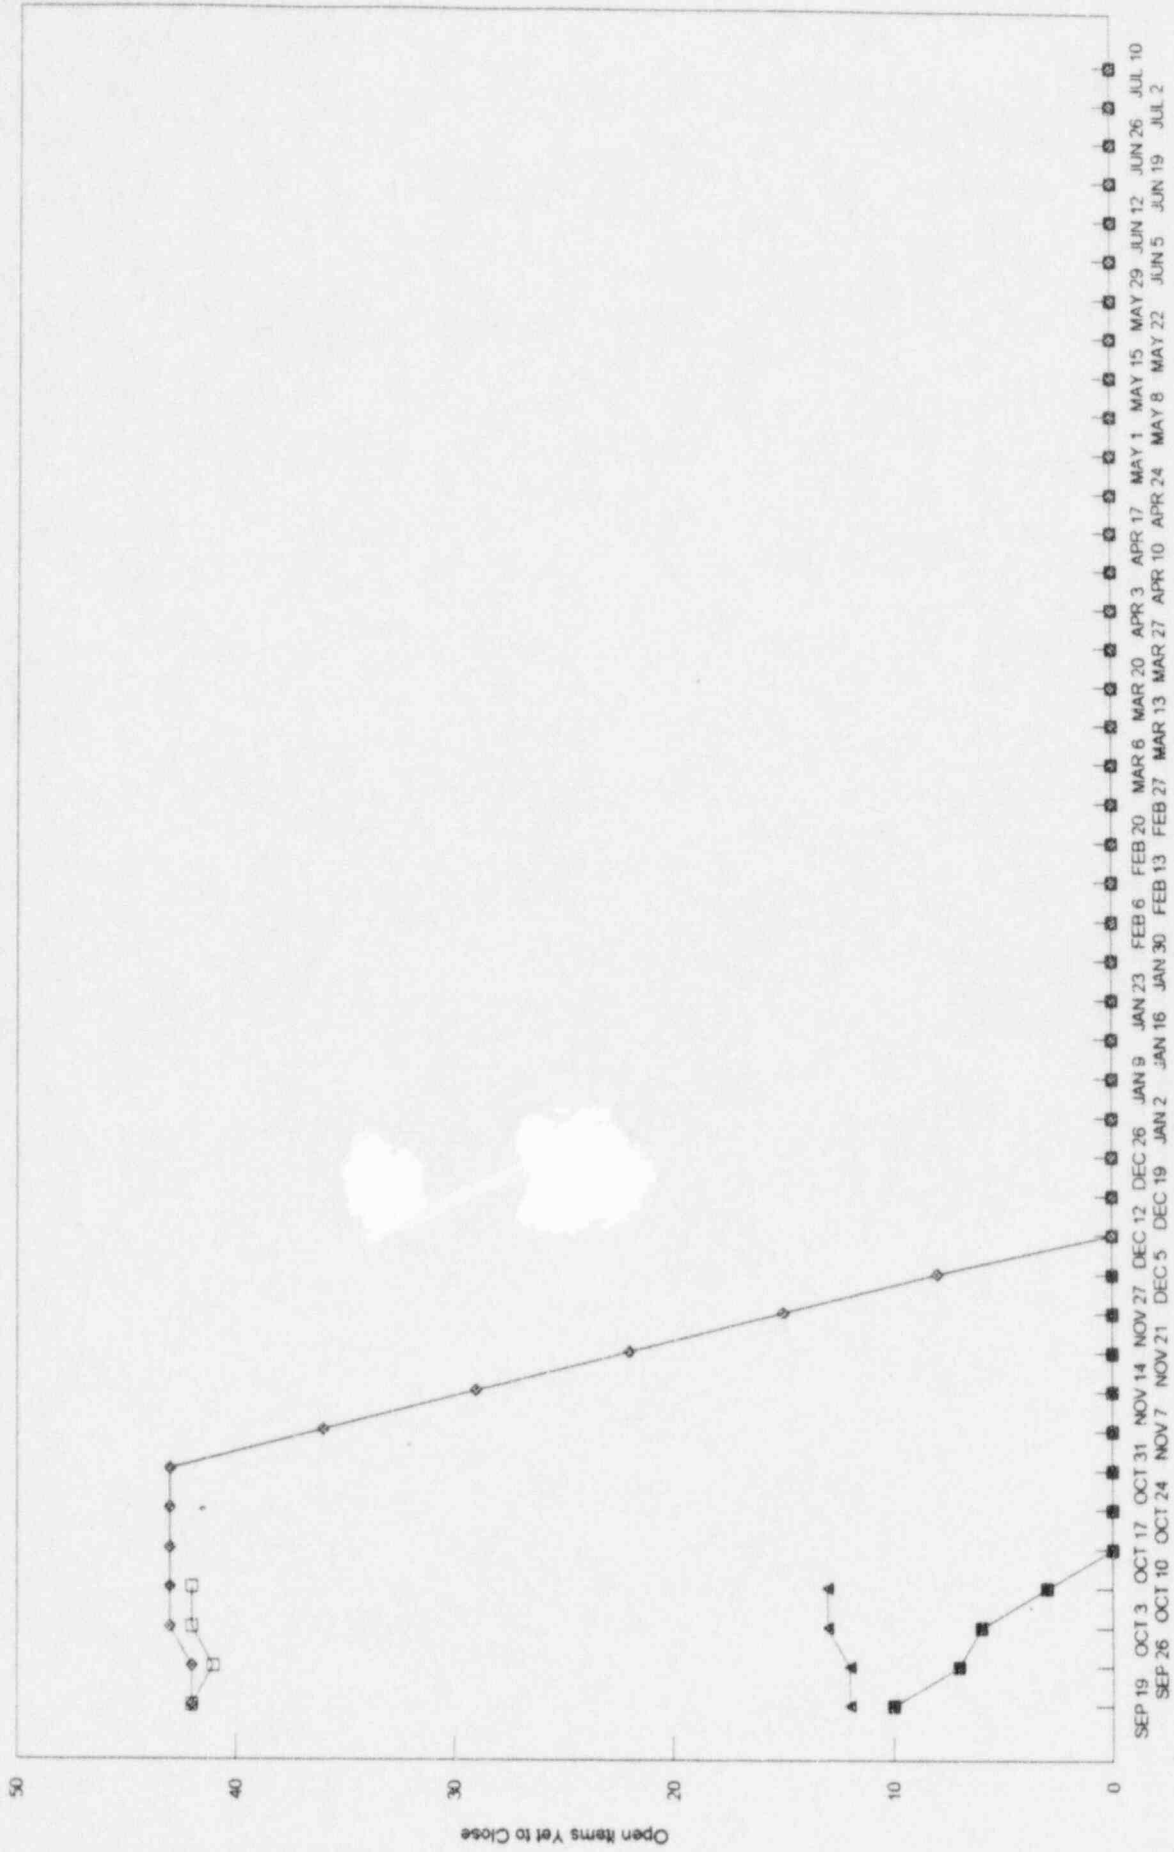 Open Items Yet to Close
50
40
30
20
10
0
SEP 19 OCT 3 OCT 17 OCT 31 NOV 14 NOV 27 DEC 12 DEC 26 JAN 9 JAN 23 FEB 6 FEB 20 MAR 6 MAR 20 APR 3 APR 17 MAY 1 MAY 15 MAY 29 JUN 12 JUN 26 JUL 10
SEP 26 OCT 10 OCT 24 NOV 7 NOV 21 DEC 5 DEC 19 JAN 2 JAN 16 JAN 30 FEB 13 FEB 27 MAR 13 MAR 27 APR 10 APR 24 MAY 8 MAY 22 JUN 5 JUN 19 JUL 2